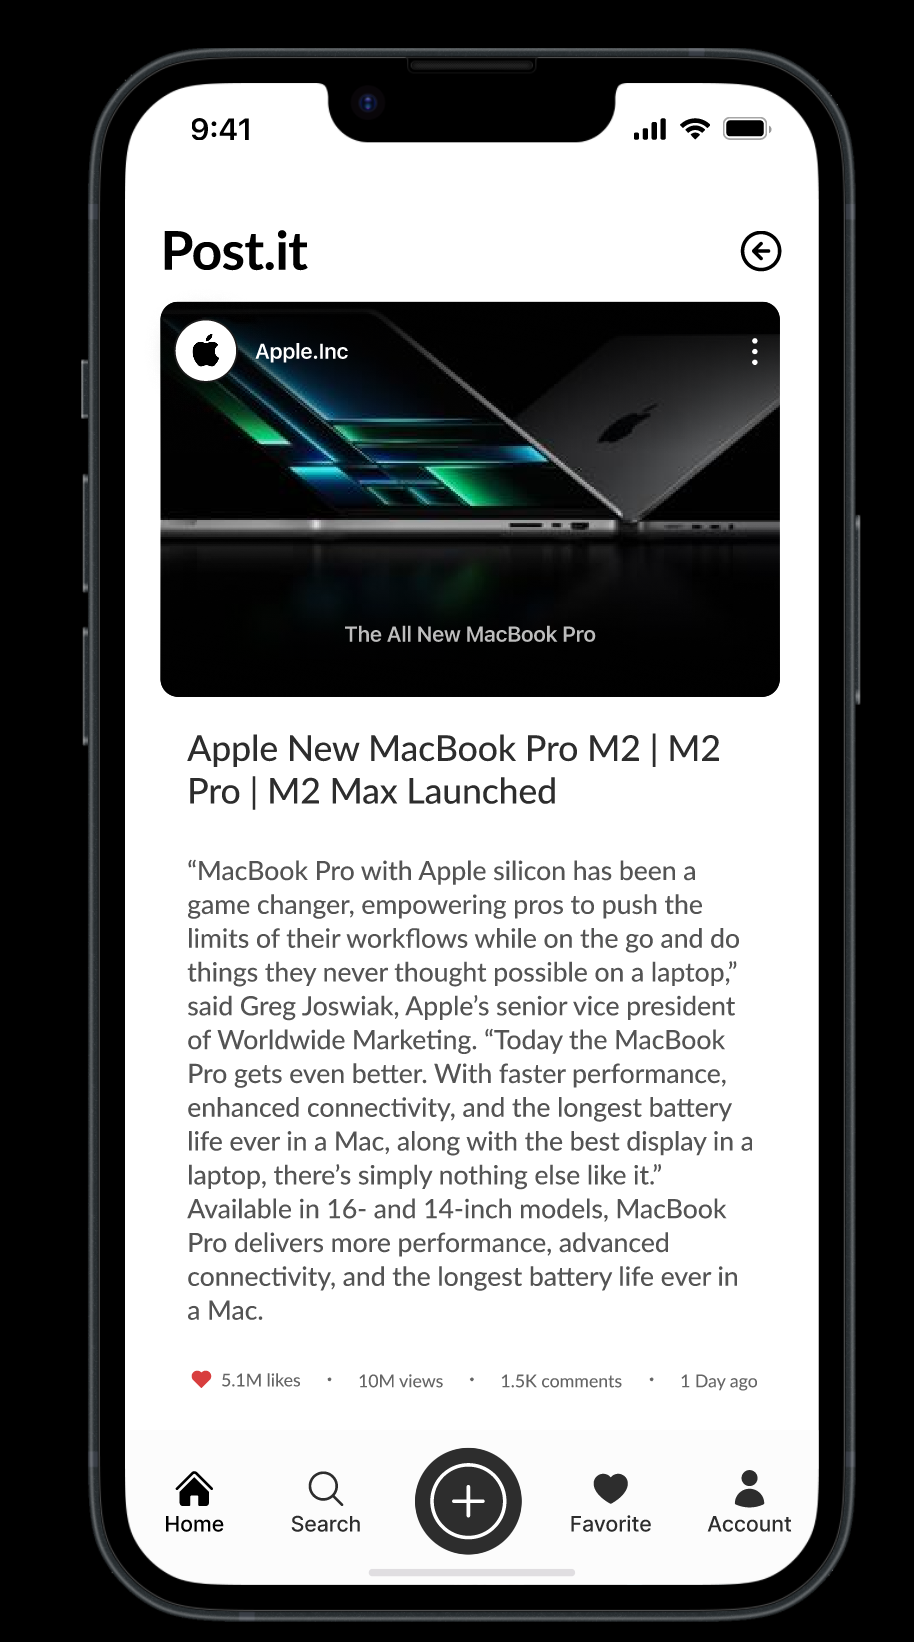 9:41
Post.it
Apple.Inc
The All New MacBook Pro
Apple New MacBook Pro M2 | M2
Pro | M2 Max Launched
“MacBook Pro with Apple silicon has been a
game changer, empowering pros to push the
limits of their workflows while on the go and do
things they never thought possible on a laptop,”
said Greg Joswiak, Apple’s senior vice president
of Worldwide Marketing. “Today the MacBook
Pro gets even better. With faster performance,
enhanced connectivity, and the longest battery
life ever in a Mac, along with the best display in a
laptop, there’s simply nothing else like it.”
Available in 16- and 14-inch models, MacBook
Pro delivers more performance, advanced
connectivity, and the longest battery life ever in
a Mac.
5.1M likes • 10M views • 1.5K comments • 1 Day ago
Home Search Favorite Account